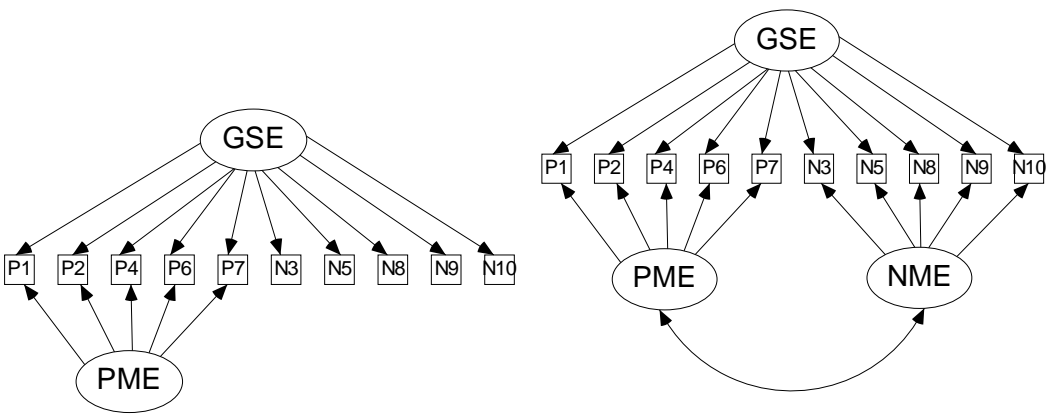 GSE
P1 P2 P4 P6 P7 N3 N5 N8 N9 N10
PME
GSE
P1 P2 P4 P6 P7 N3 N5 N8 N9 N10
PME NME